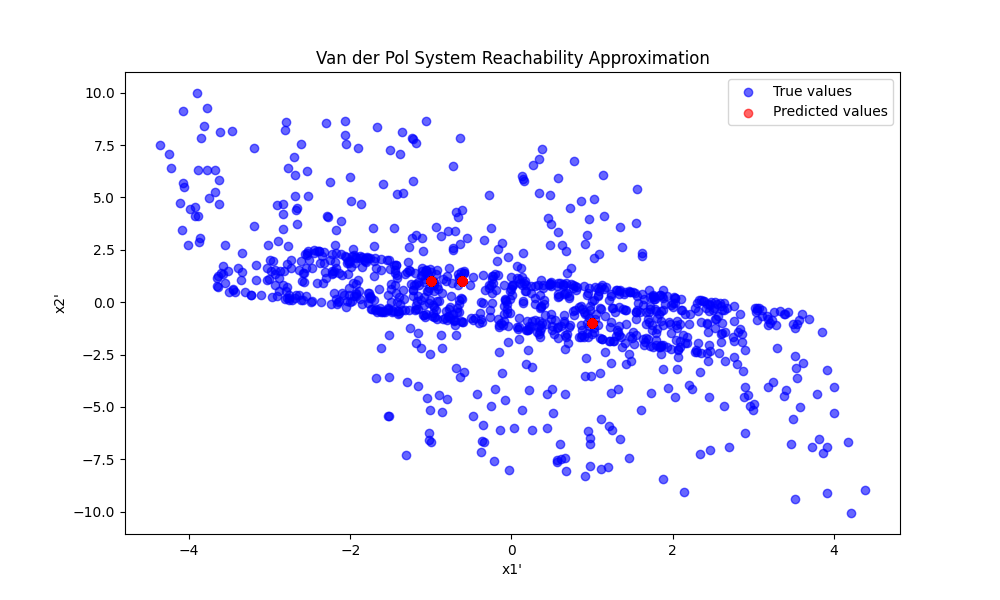 Van der Pol System Reachability Approximation
True values
Predicted values
10.0
7.5
5.0
2.5
0.0
−2.5
−5.0
−7.5
−10.0
x2'
−4
−2
0
2
4
x1'